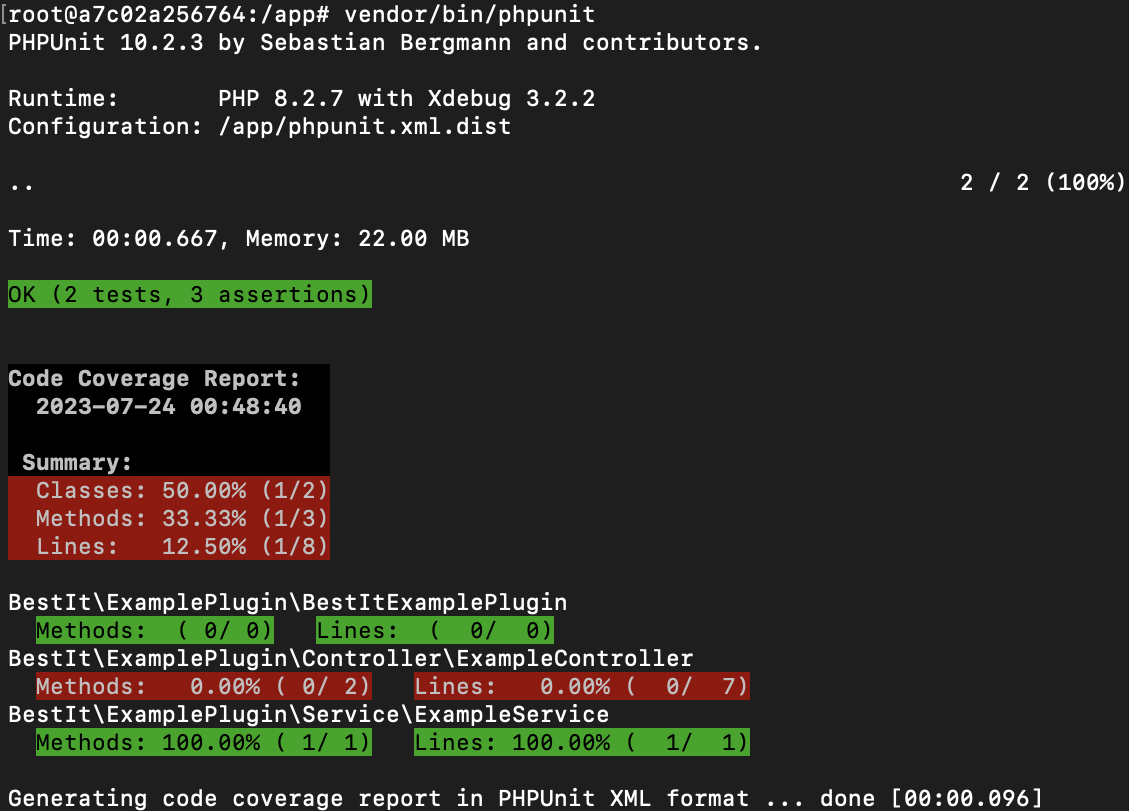 [root@a7c02a256764:/app# vendor/bin/phpunit
PHPUnit 10.2.3 by Sebastian Bergmann and contributors.
Runtime:       PHP 8.2.7 with Xdebug 3.2.2
Configuration: /app/phpunit.xml.dist
..                                                                  2 / 2 (100%)
Time: 00:00.667, Memory: 22.00 MB
OK (2 tests, 3 assertions)
Code Coverage Report:
  2023-07-24 00:48:40
 Summary:
  Classes: 50.00% (1/2)
  Methods: 33.33% (1/3)
  Lines:   12.50% (1/8)
BestIt\ExamplePlugin\BestItExamplePlugin
  Methods:  ( 0/ 0)   Lines:  (  0/  0)
BestIt\ExamplePlugin\Controller\ExampleController
  Methods:   0.00% ( 0/ 2)   Lines:   0.00% (  0/  7)
BestIt\ExamplePlugin\Service\ExampleService
  Methods: 100.00% ( 1/ 1)   Lines: 100.00% (  1/  1)
Generating code coverage report in PHPUnit XML format ... done [00:00.096]